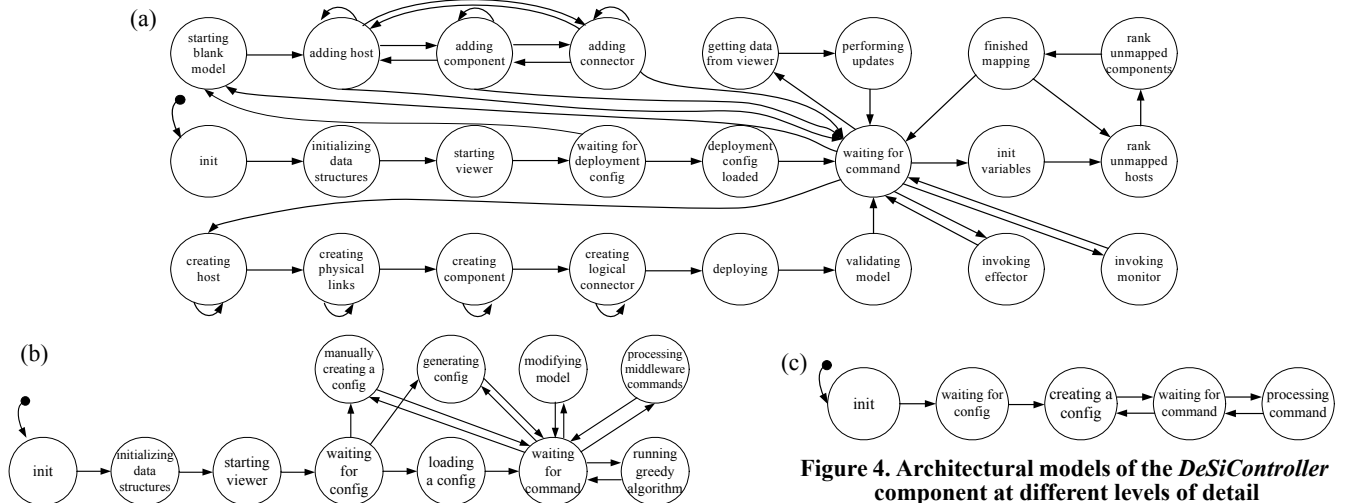 (a)
starting
blank
model
adding host
adding
component
adding
connector
getting data
from viewer
performing
updates
finished
mapping
rank
unmapped
components
init
initializing
data
structures
starting
viewer
waiting for
deployment
config
deployment
config
loaded
waiting for
command
init
variables
rank
unmapped
hosts
creating
host
creating
physical
links
creating
component
creating
logical
connector
deploying
validating
model
invoking
effector
invoking
monitor
(b)
manually
creating a
config
generating
config
modifying
model
processing
middleware
commands
init
initializing
data
structures
starting
viewer
waiting
for
config
loading
a config
waiting
for
command
running
greedy
algorithm
(c)
init
waiting for
config
creating a
config
waiting for
command
processing
command
Figure 4. Architectural models of the DeSiController
component at different levels of detail